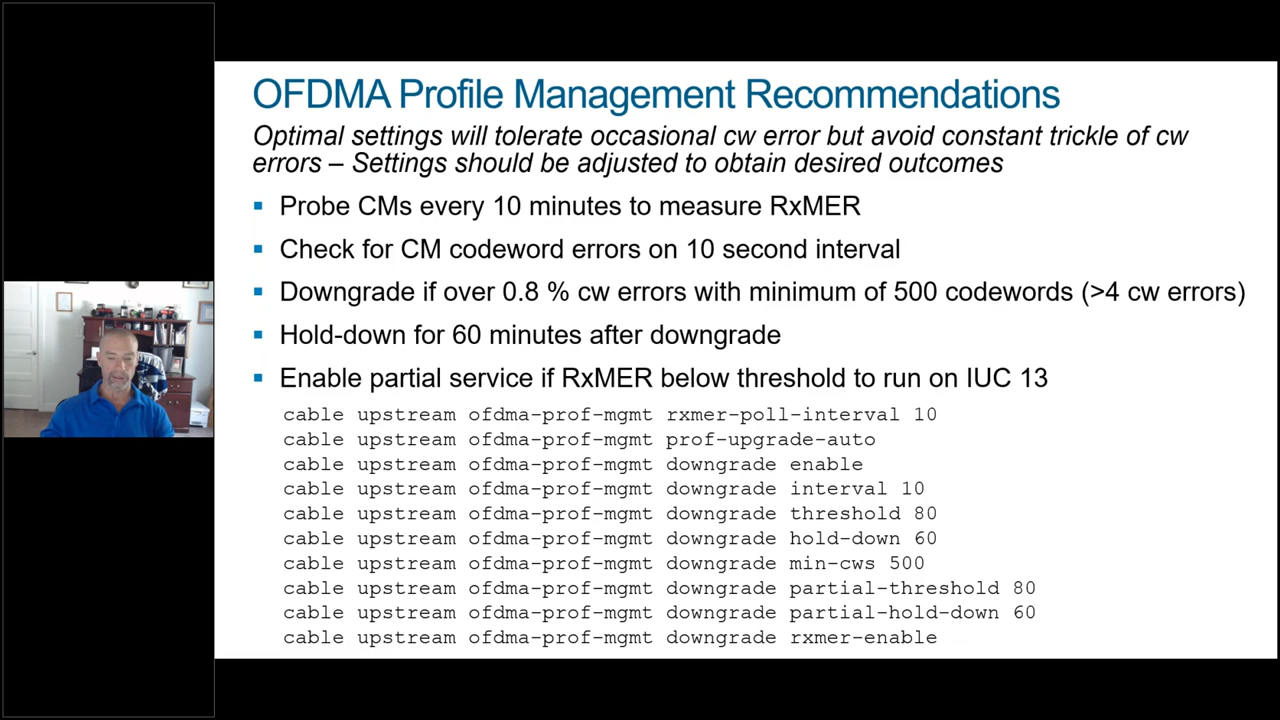 OFDMA Profile Management Recommendations
Optimal settings will tolerate occasional cw error but avoid constant trickle of cw
errors – Settings should be adjusted to obtain desired outcomes
▪ Probe CMs every 10 minutes to measure RxMER
▪ Check for CM codeword errors on 10 second interval
▪ Downgrade if over 0.8 % cw errors with minimum of 500 codewords (>4 cw errors)
▪ Hold-down for 60 minutes after downgrade
▪ Enable partial service if RxMER below threshold to run on IUC 13
cable upstream ofdma-prof-mgmt rxmer-poll-interval 10
cable upstream ofdma-prof-mgmt prof-upgrade-auto
cable upstream ofdma-prof-mgmt downgrade enable
cable upstream ofdma-prof-mgmt downgrade interval 10
cable upstream ofdma-prof-mgmt downgrade threshold 80
cable upstream ofdma-prof-mgmt downgrade hold-down 60
cable upstream ofdma-prof-mgmt downgrade min-cws 500
cable upstream ofdma-prof-mgmt downgrade partial-threshold 80
cable upstream ofdma-prof-mgmt downgrade partial-hold-down 60
cable upstream ofdma-prof-mgmt downgrade rxmer-enable